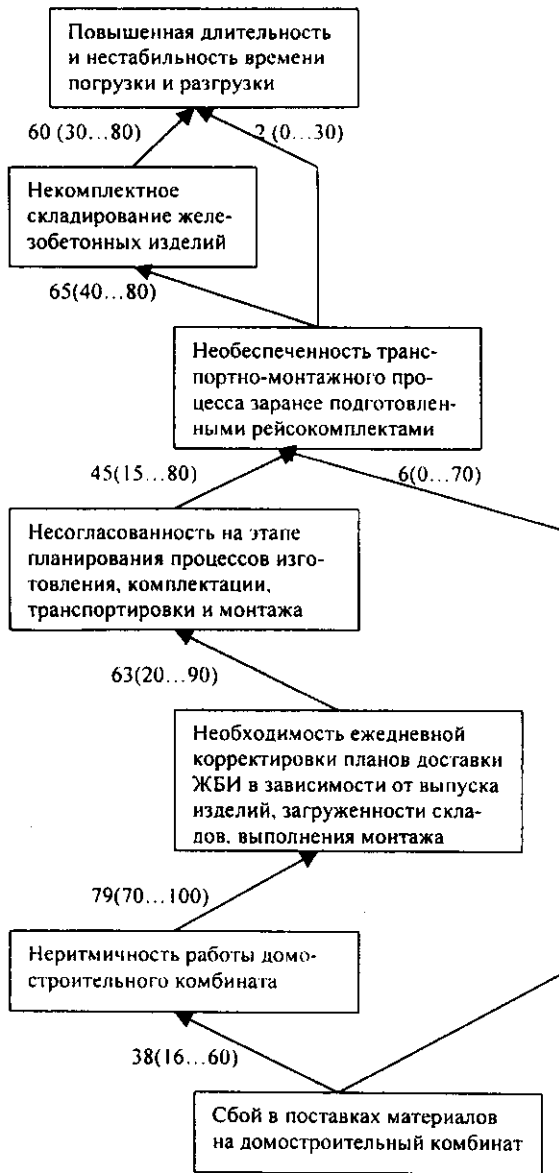 Повышенная длительность
и нестабильность времени
погрузки и разгрузки
60 (30...80)
2 (0...30)
Некомплектное
складирование желе-
зобетонных изделий
65(40...80)
Необеспеченность транс-
портно-монтажного про-
цесса заранее подготовлен-
ными рейсокомплектами
45(15...80)
6(0...70)
Несогласованность на этапе
планирования процессов изго-
товления, комплектации,
транспортировки и монтажа
63(20...90)
Необходимость ежедневной
корректировки планов доставки
ЖБИ в зависимости от выпуска
изделий, загруженности скла-
дов, выполнения монтажа
79(70...100)
Неритмичность работы домо-
строительного комбината
38(16...60)
Сбой в поставках материалов
на домостроительный комбинат